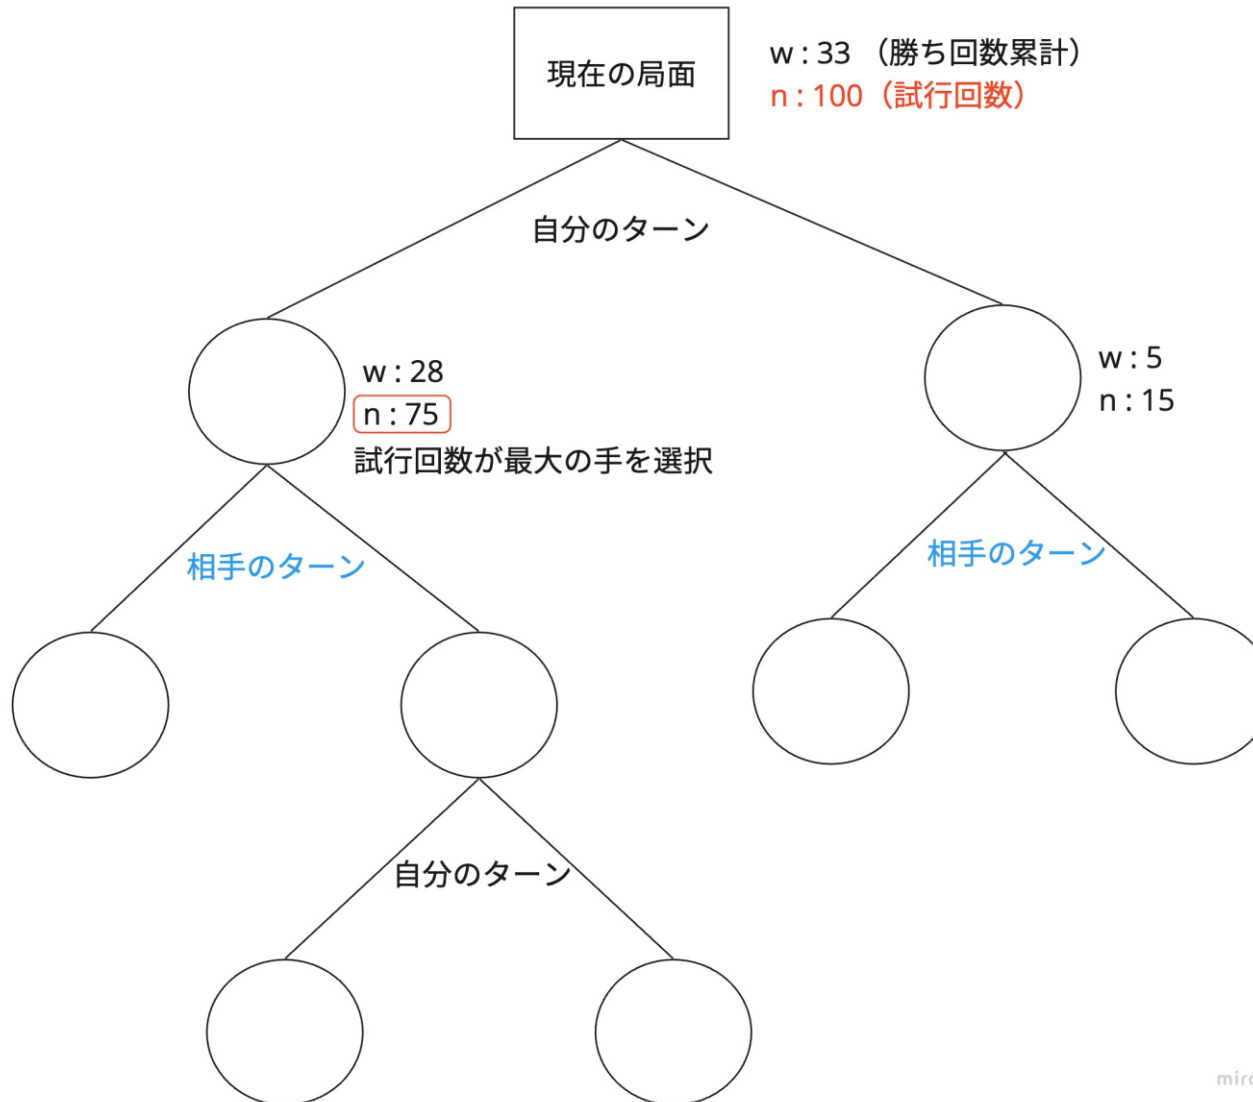 現在の局面
w : 33 （勝ち回数累計）
n : 100（試行回数）
自分のターン
w : 28
n : 75
試行回数が最大の手を選択
w : 5
n : 15
相手のターン
相手のターン
自分のターン